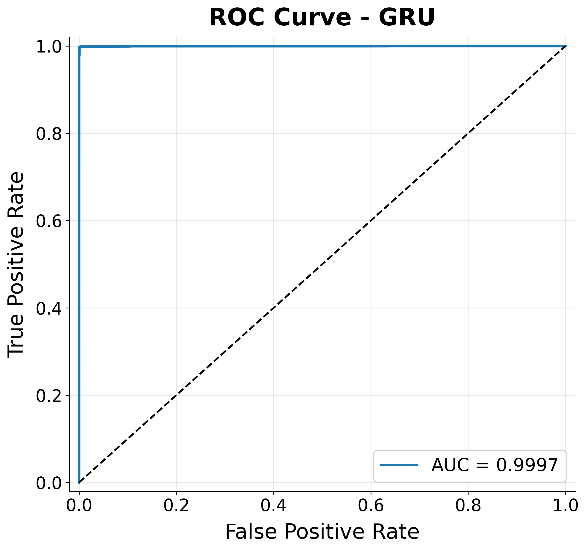 ROC Curve - GRU
True Positive Rate
1.0
0.8
0.6
0.4
0.2
0.0
AUC = 0.9997
0.0 0.2 0.4 0.6 0.8 1.0
False Positive Rate